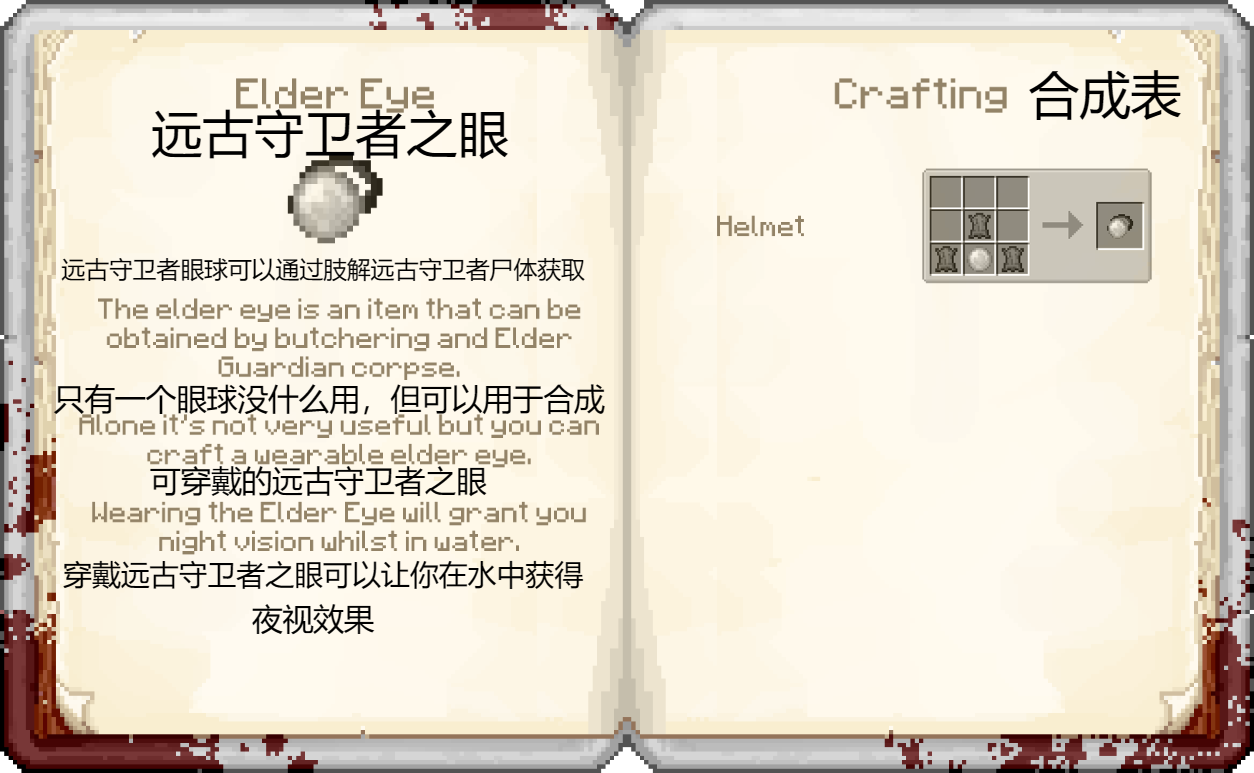 Elder Eye
远古守卫者之眼
远古守卫者眼球可以通过肢解远古守卫者尸体获取
The elder eye is an item that can be
obtained by butchering and Elder
Guardian corpse.
只有一个眼球没什么用，但可以用于合成
Alone it's not very useful but you can
craft a wearable elder eye.
可穿戴的远古守卫者之眼
Wearing the Elder Eye will grant you
night vision whilst in water.
穿戴远古守卫者之眼可以让你在水中获得
夜视效果
Crafting 合成表
Helmet